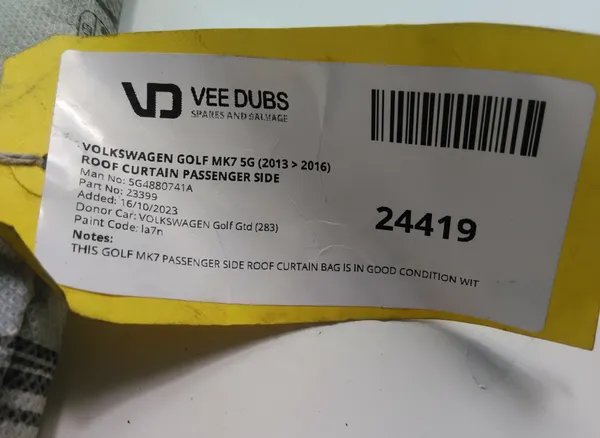 VD VEE DUBS
SPARES AND SALVAGE
VOLKSWAGEN GOLF MK7 5G (2013 > 2016)
ROOF CURTAIN PASSENGER SIDE
Man No: 5G4880741A
Part No: 23399
Added: 16/10/2023
Donor Car: VOLKSWAGEN Golf Gtd (283)
Paint Code: la7n
Notes:
THIS GOLF MK7 PASSENGER SIDE ROOF CURTAIN BAG IS IN GOOD CONDITION WIT
24419